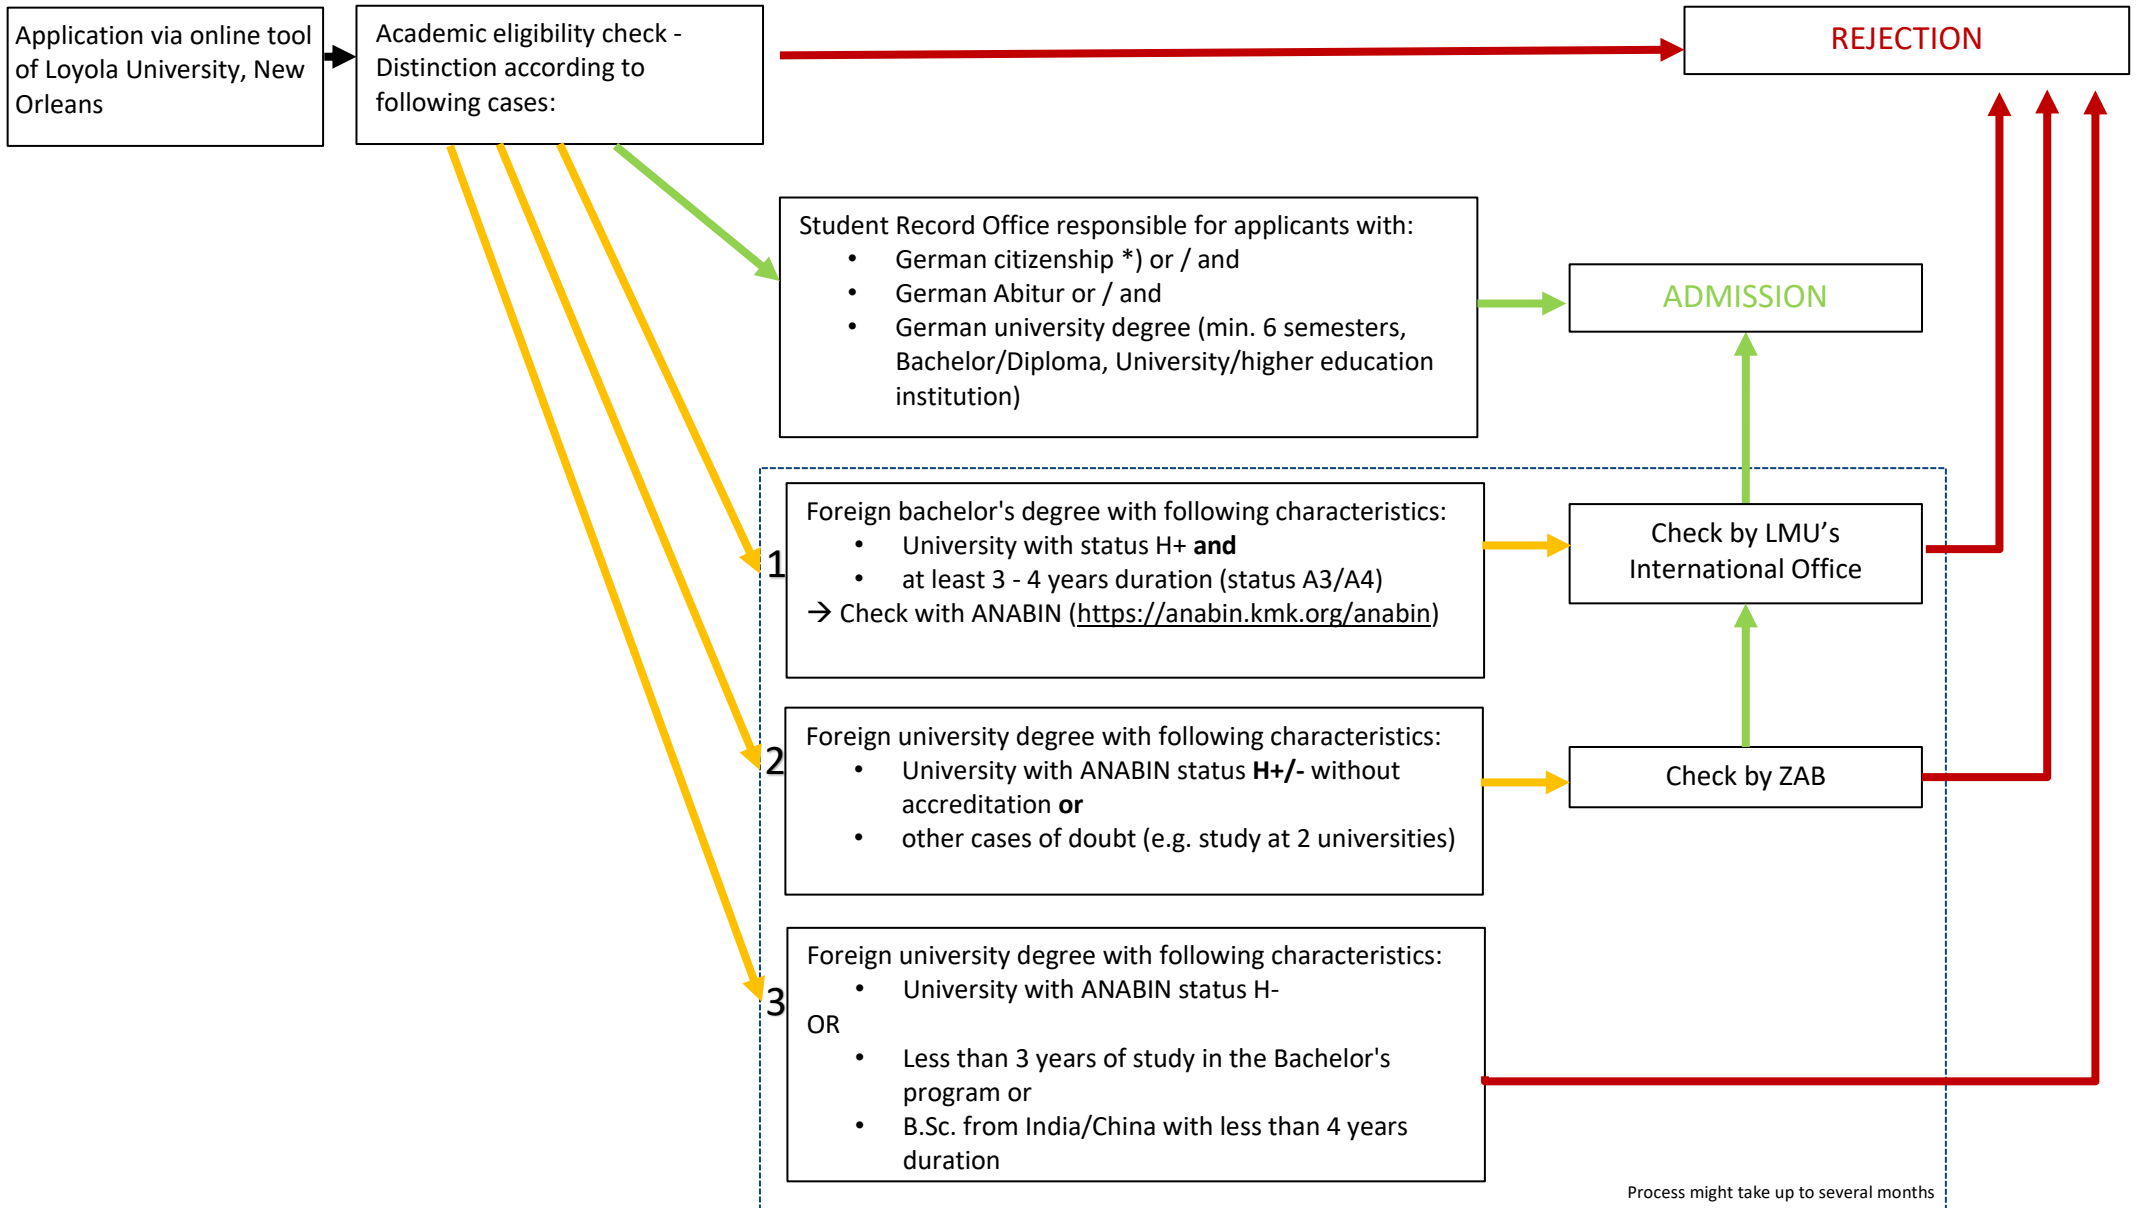 Application via online tool
of Loyola University, New
Orleans
Academic eligibility check -
Distinction according to
following cases:
REJECTION
Student Record Office responsible for applicants with:
• German citizenship *) or / and
• German Abitur or / and
• German university degree (min. 6 semesters,
Bachelor/Diploma, University/higher education
institution)
ADMISSION
1
Foreign bachelor's degree with following characteristics:
• University with status H+ and
• at least 3 - 4 years duration (status A3/A4)
→ Check with ANABIN (https://anabin.kmk.org/anabin)
Check by LMU’s
International Office
2
Foreign university degree with following characteristics:
• University with ANABIN status H+/- without
accreditation or
• other cases of doubt (e.g. study at 2 universities)
Check by ZAB
3
Foreign university degree with following characteristics:
• University with ANABIN status H-
OR
• Less than 3 years of study in the Bachelor's
program or
• B.Sc. from India/China with less than 4 years
duration
Process might take up to several months